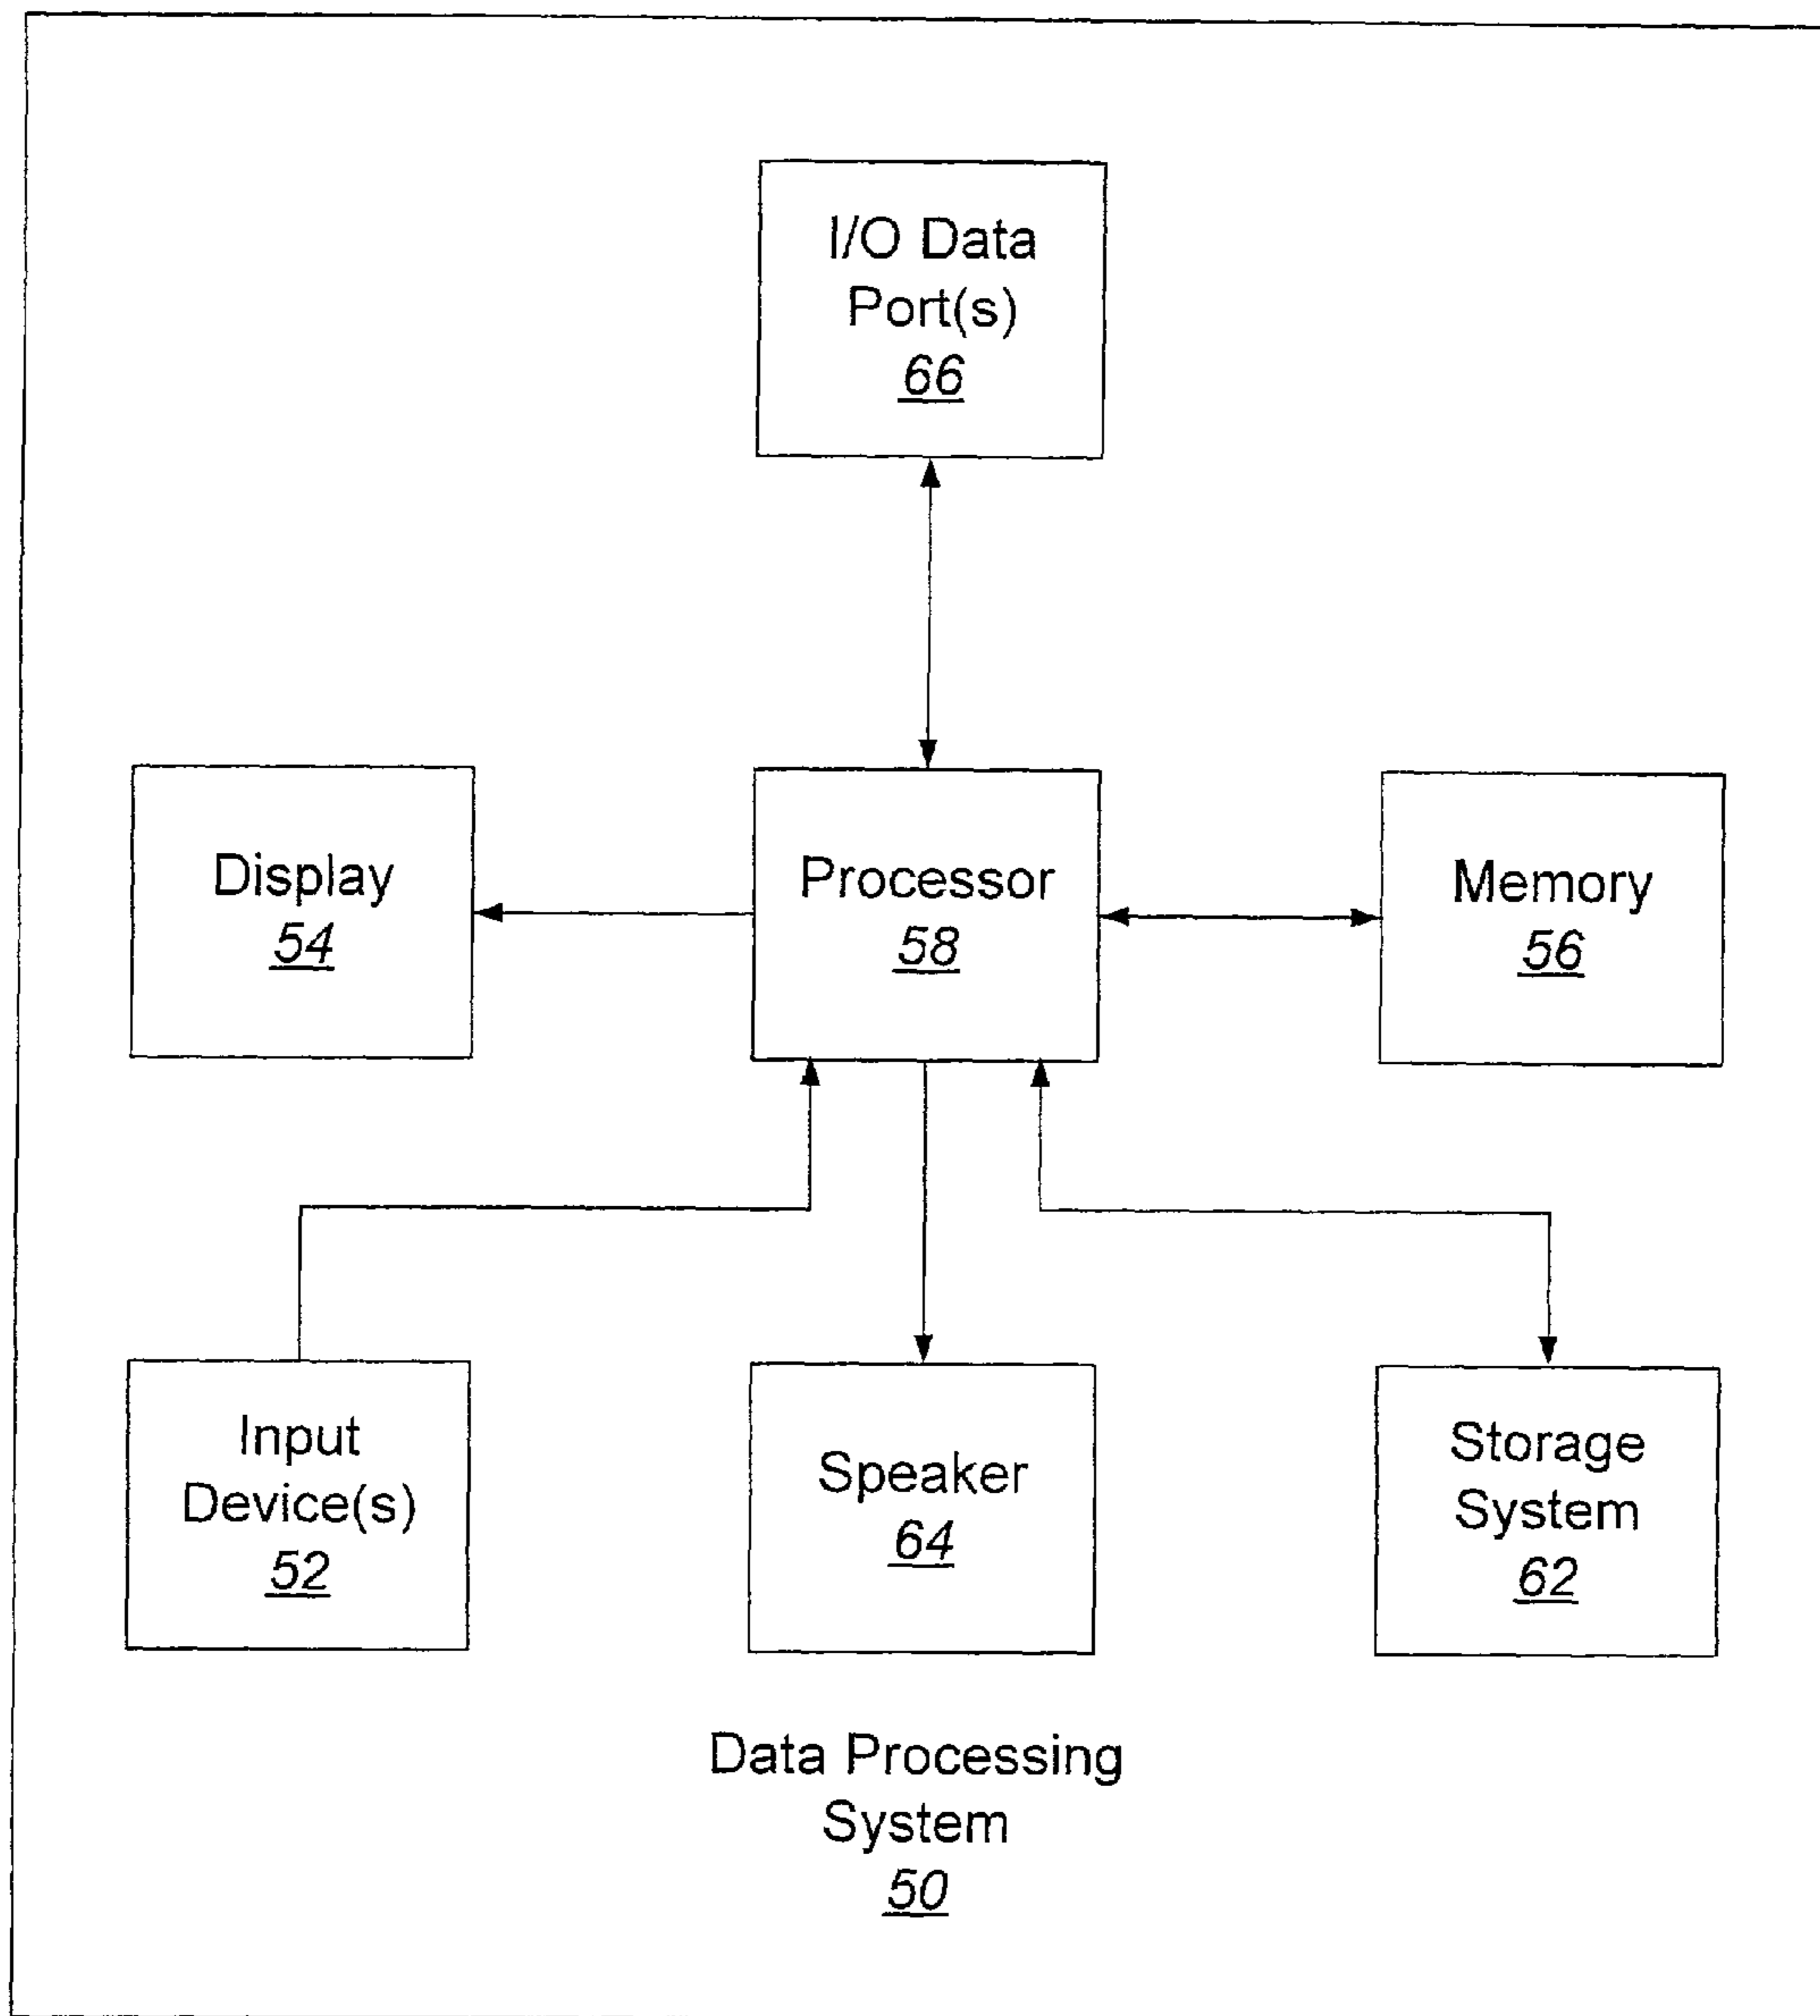 I/O Data
Port(s)
66
Display
54
Processor
58
Memory
56
Input
Device(s)
52
Speaker
64
Storage
System
62
Data Processing
System
50